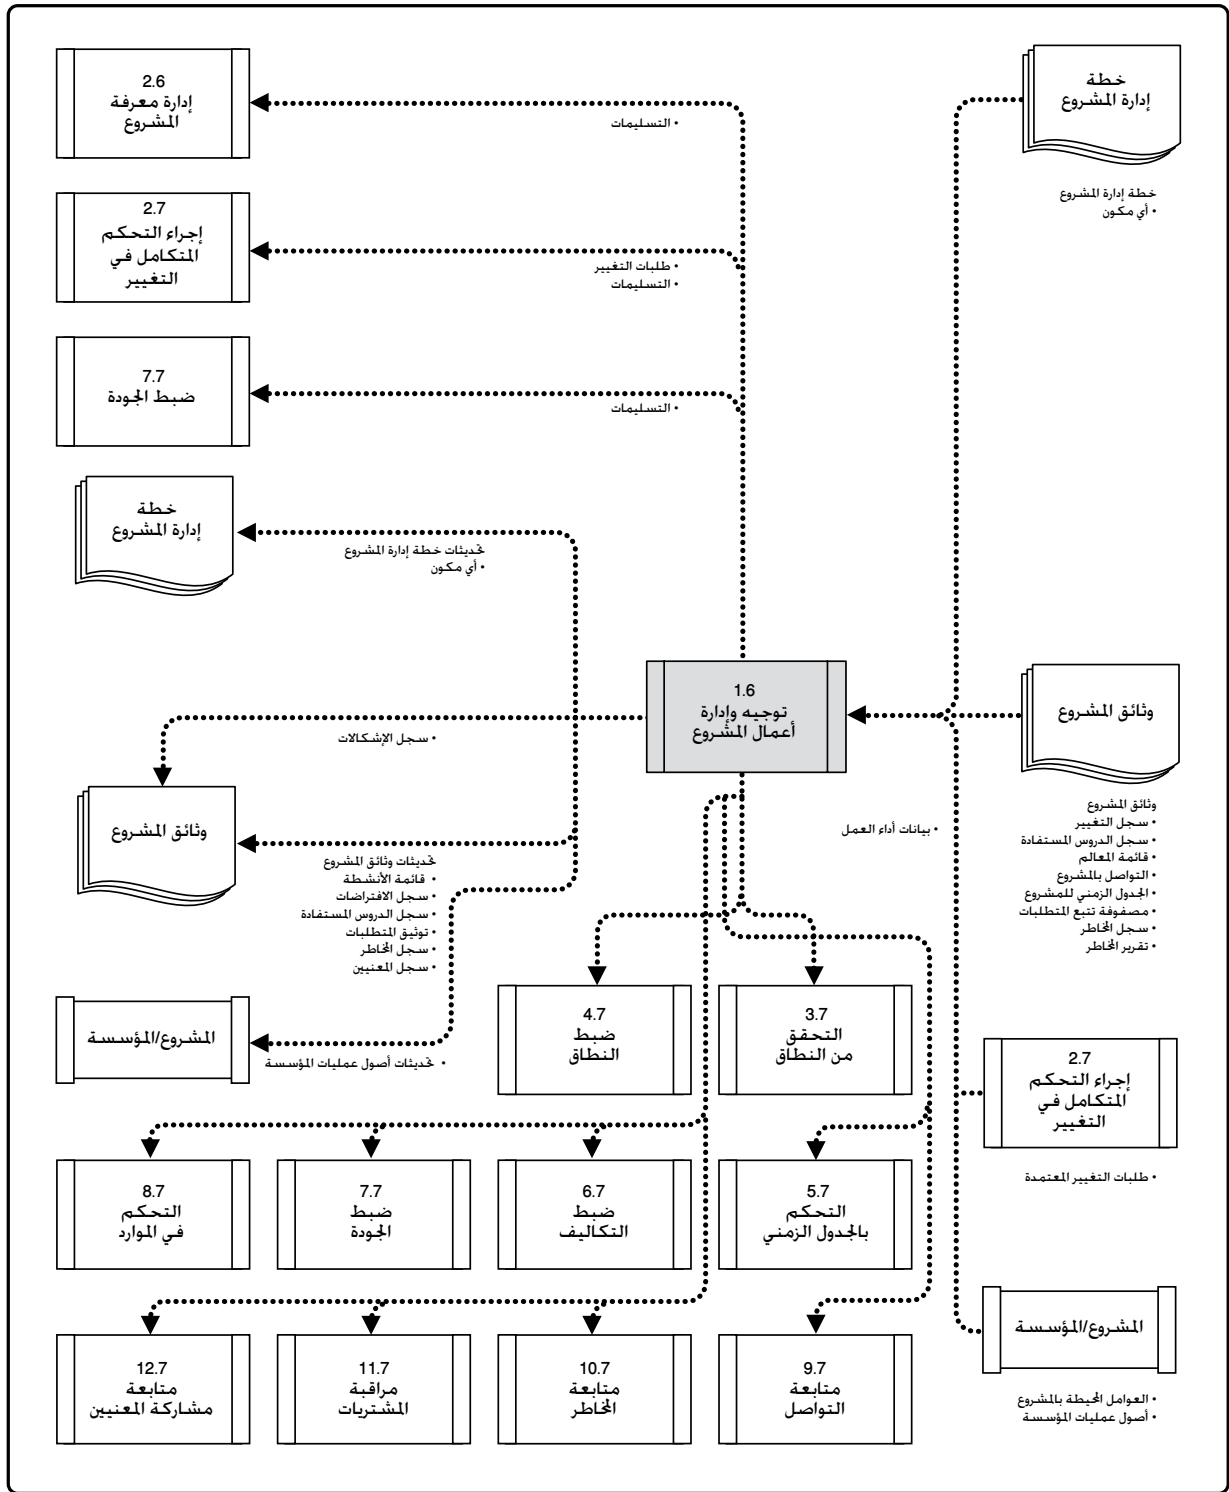 خطة
إدارة المشروع
خطة إدارة المشروع
• أي مكون
2.6
إدارة معرفة
المشروع
• التسليمات
2.7
إجراء التحكم
المتكامل في
التغيير
• طلبات التغيير
• التسليمات
7.7
ضبط الجودة
• التسليمات
خطة
إدارة المشروع
تحديثات خطة إدارة المشروع
• أي مكون
1.6
توجيه وإدارة
أعمال المشروع
وثائق المشروع
وثائق المشروع
• سجل التغيير
• سجل الدروس المستفادة
• قائمة المعالم
• التواصل بالمشروع
• الجدول الزمني للمشروع
• مصفوفة تتبع المتطلبات
• سجل المخاطر
• تقرير المخاطر
• سجل الإشكالات
• بيانات أداء العمل
وثائق المشروع
تحديثات وثائق المشروع
• قائمة الأنشطة
• سجل الافتراضات
• سجل الدروس المستفادة
• توثيق المتطلبات
• سجل المخاطر
• سجل المعنيين
المشروع/المؤسسة
• تحديثات أصول عمليات المؤسسة
3.7
التحقق
من النطاق
4.7
ضبط
النطاق
2.7
إجراء التحكم
المتكامل في
التغيير
• طلبات التغيير المعتمدة
5.7
التحكم
بالجدول الزمني
6.7
ضبط
التكاليف
7.7
ضبط
الجودة
8.7
التحكم
في الموارد
المشروع/المؤسسة
• العوامل المحيطة بالمشروع
• أصول عمليات المؤسسة
9.7
متابعة
التواصل
10.7
متابعة
المخاطر
11.7
مراقبة
المشتريات
12.7
متابعة
مشاركة المعنيين